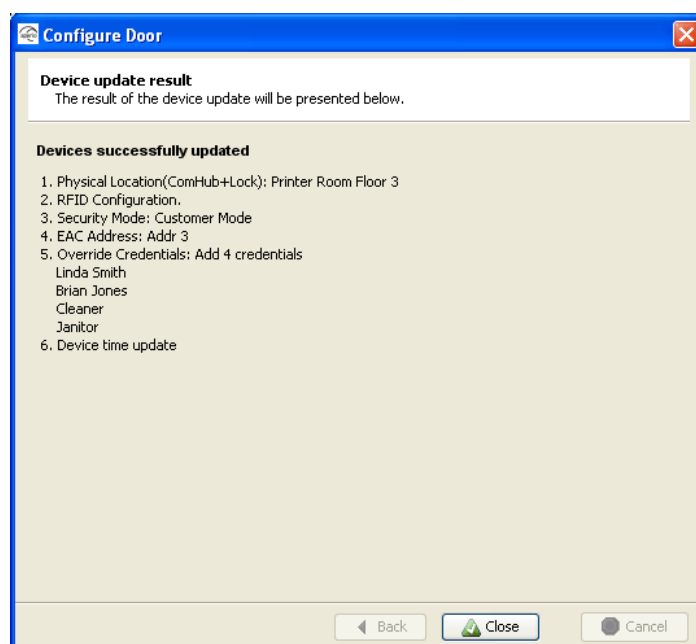 Configure Door
Device update result
The result of the device update will be presented below.
Devices successfully updated
1. Physical Location(ComHub+Lock): Printer Room Floor 3
2. RFID Configuration.
3. Security Mode: Customer Mode
4. EAC Address: Addr 3
5. Override Credentials: Add 4 credentials
Linda Smith
Brian Jones
Cleaner
Janitor
6. Device time update
Back
Close
Cancel